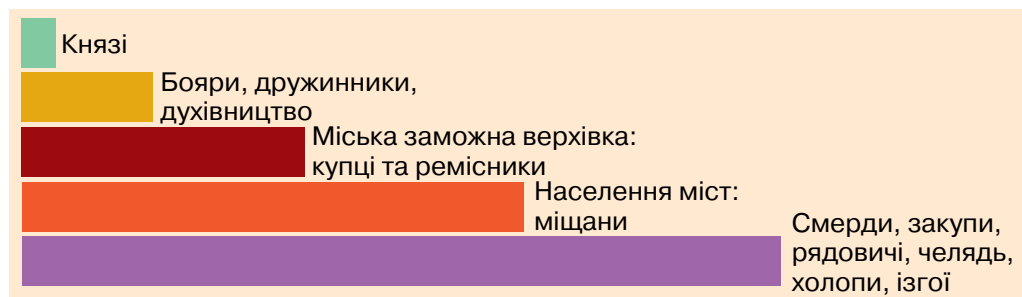 Князі
Бояри, дружинники,
духівництво
Міська заможна верхівка:
купці та ремісники
Населення міст:
міщани
Смерди, закупи,
рядовичі, челядь,
холопи, ізгої